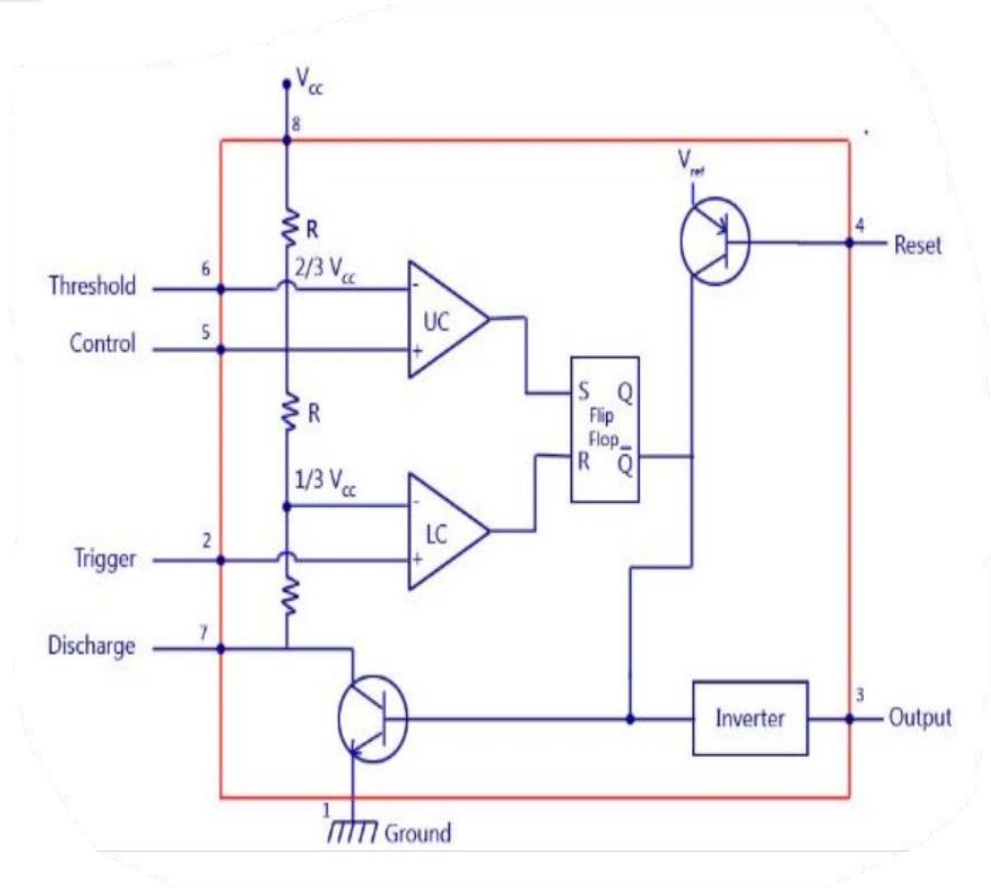 Vcc
8
Vref
R
4
Reset
6
2/3 Vcc
Threshold
-
UC
5
Control
+
S Q
R
Flip
Flop
R Q̅
1/3 Vcc
-
LC
2
Trigger
+
7
Discharge
3
Inverter
Output
1
Ground